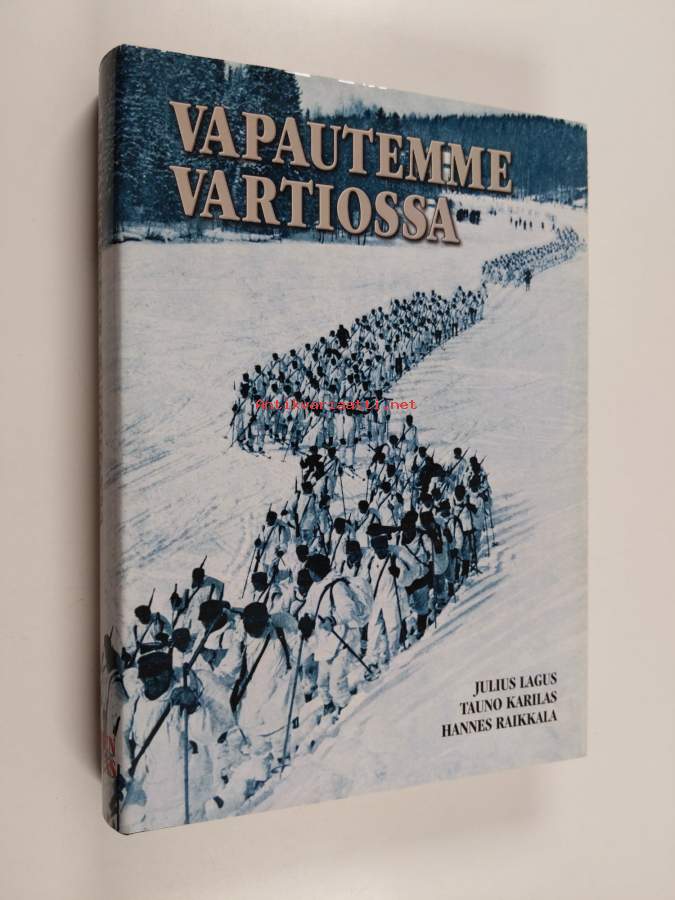 VAPAUTEMME
VARTIOSSA
Antikvariaatti.net
JULIUS LAGUS
TAUNO KARILAS
HANNES RAIKKALA